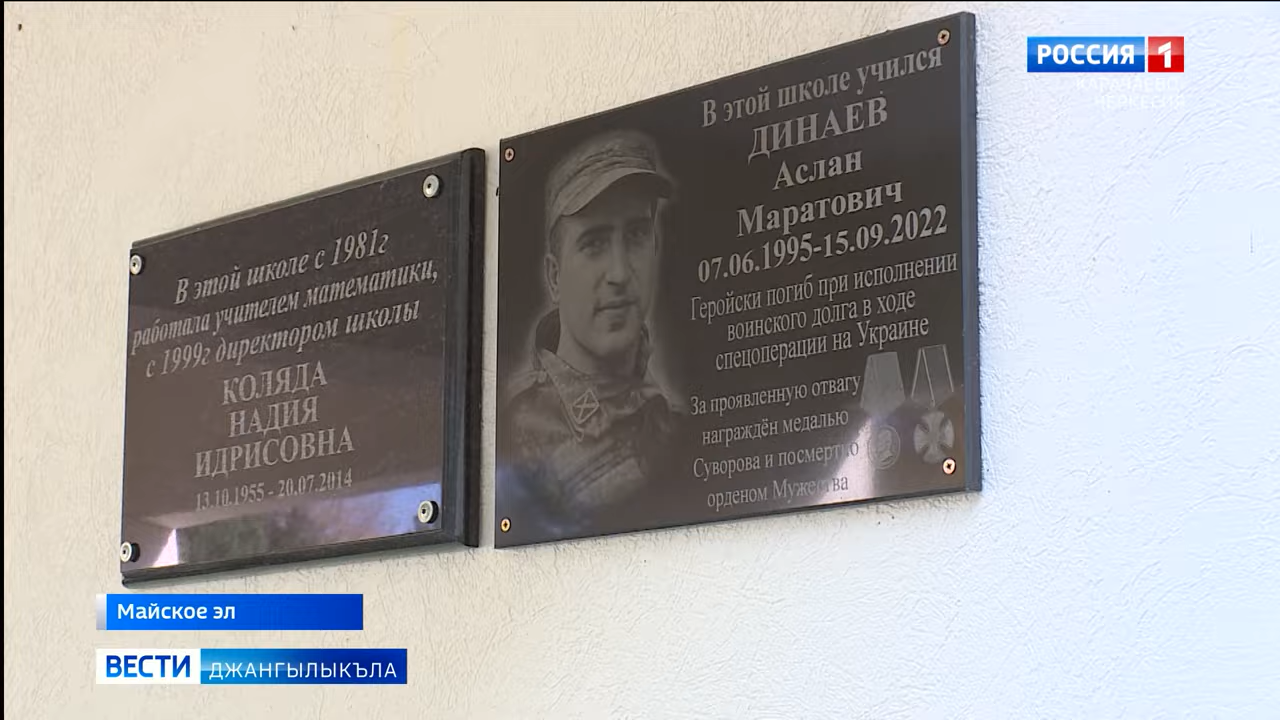 РОССИЯ 1
КАРАЧАЕВО-
ЧЕРКЕСИЯ
В этой школе с 1981г
работала учителем математики,
с 1999г директором школы
КОЛЯДА
НАДИЯ
ИДРИСОВНА
13.10.1955 - 20.07.2014
В этой школе учился
ДИНАЕВ
Аслан
Маратович
07.06.1995-15.09.2022
Геройски погиб при исполнении
воинского долга в ходе
спецоперации на Украине
За проявленную отвагу
награждён медалью
Суворова и посмертно
орденом Мужества
Майское эл
ВЕСТИ ДЖАНГЫЛЫКЪЛА